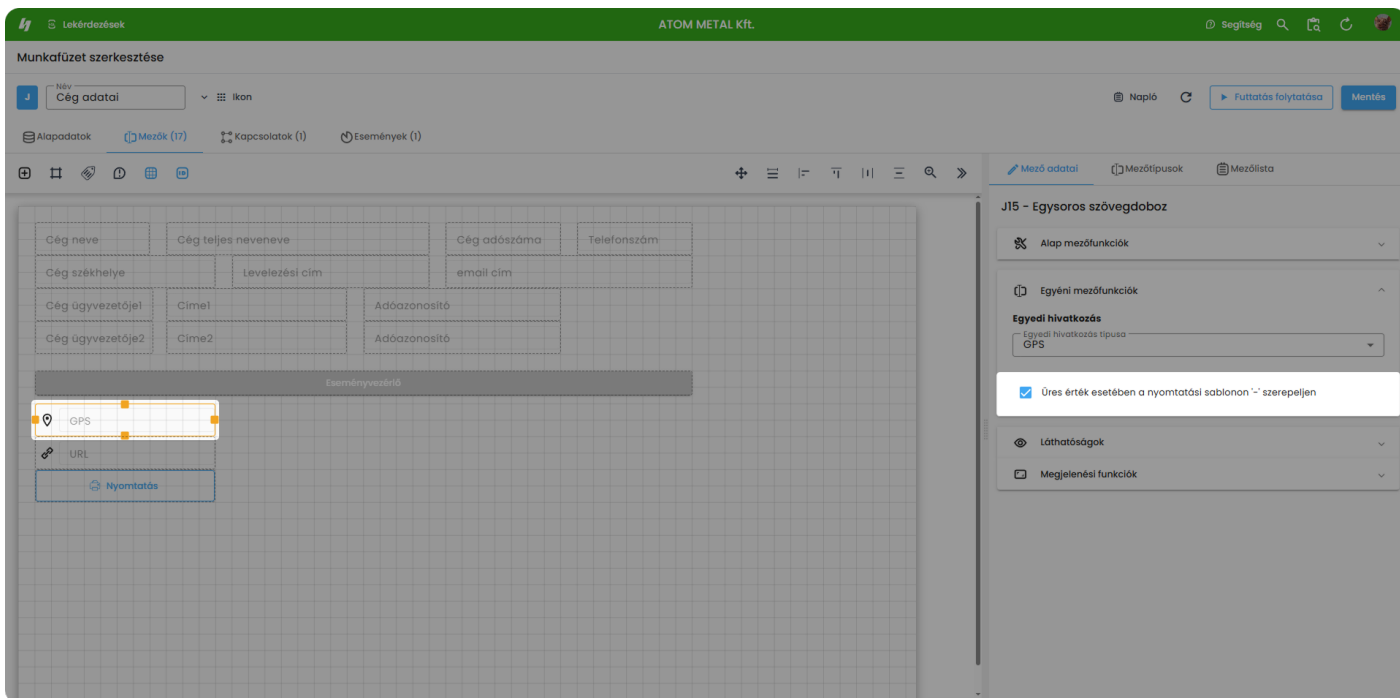 Lekérdezések
ATOM METAL Kft.
Segítség
Munkafüzet szerkesztése
J
Név
Cég adatai
Ikon
Napló
Futtatás folytatása
Mentés
Alapadatok
Mezők (17)
Kapcsolatok (1)
Események (1)
Mező adatai
Mezőtípusok
Mezőlista
J15 - Egysoros szövegdoboz
Cég neve
Cég teljes neveneve
Cég adószáma
Telefonszám
Alap mezőfunkciók
Cég székhelye
Levelezési cím
email cím
Egyéni mezőfunkciók
Cég ügyvezetője1
Címe1
Adóazonosító
Egyedi hivatkozás
Egyedi hivatkozás típusa
GPS
Cég ügyvezetője2
Címe2
Adóazonosító
Eseményvezérlő
Üres érték esetében a nyomtatási sablonon '-' szerepeljen
GPS
Láthatóságok
URL
Megjelenési funkciók
Nyomtatás